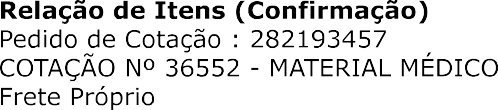 Relação de Itens (Confirmação)
Pedido de Cotação : 282193457
COTAÇÃO Nº 36552 - MATERIAL MÉDICO
Frete Próprio